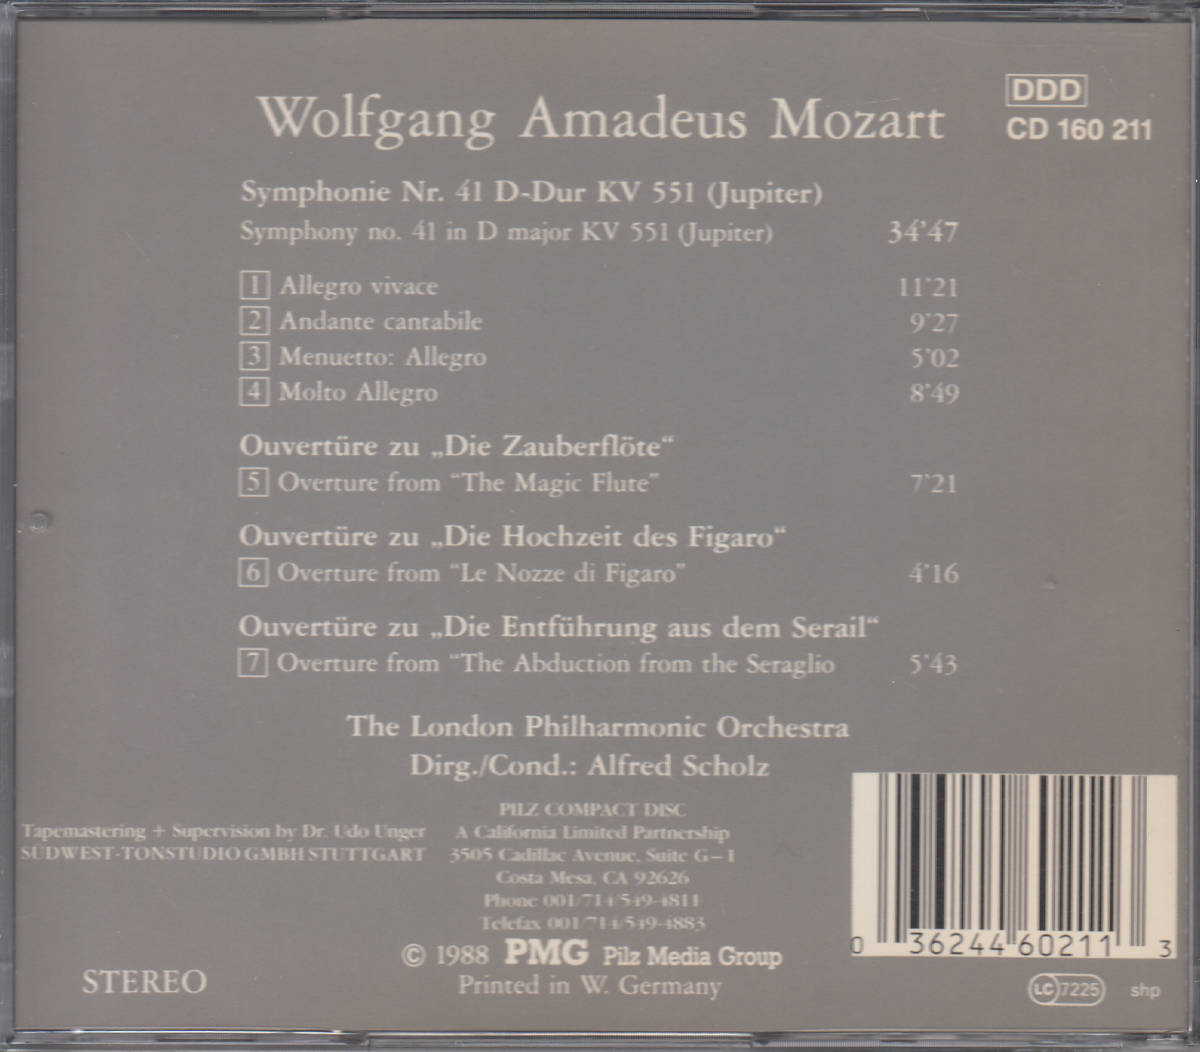 DDD
Wolfgang Amadeus Mozart
CD 160 211
Symphonie Nr. 41 D-Dur KV 551 (Jupiter)
Symphony no. 41 in D major KV 551 (Jupiter) 34'47
1 Allegro vivace 11'21
2 Andante cantabile 9'27
3 Menuetto: Allegro 5'02
4 Molto Allegro 8'49
Ouvertüre zu „Die Zauberflöte“
5 Overture from “The Magic Flute” 7'21
Ouvertüre zu „Die Hochzeit des Figaro“
6 Overture from “Le Nozze di Figaro” 4'16
Ouvertüre zu „Die Entführung aus dem Serail“
7 Overture from “The Abduction from the Seraglio 5'43
The London Philharmonic Orchestra
Dirg./Cond.: Alfred Scholz
Tapemastering + Supervision by Dr. Udo Unger
SÜDWEST-TONSTUDIO GMBH STUTTGART
PILZ COMPACT DISC
A California Limited Partnership
3505 Cadillac Avenue, Suite G–1
Costa Mesa, CA 92626
Phone 001/714/549-4811
Telefax 001/714/549-4883
© 1988 PMG Pilz Media Group
Printed in W. Germany
STEREO
0 36244 60211 3
LC 7225 shp